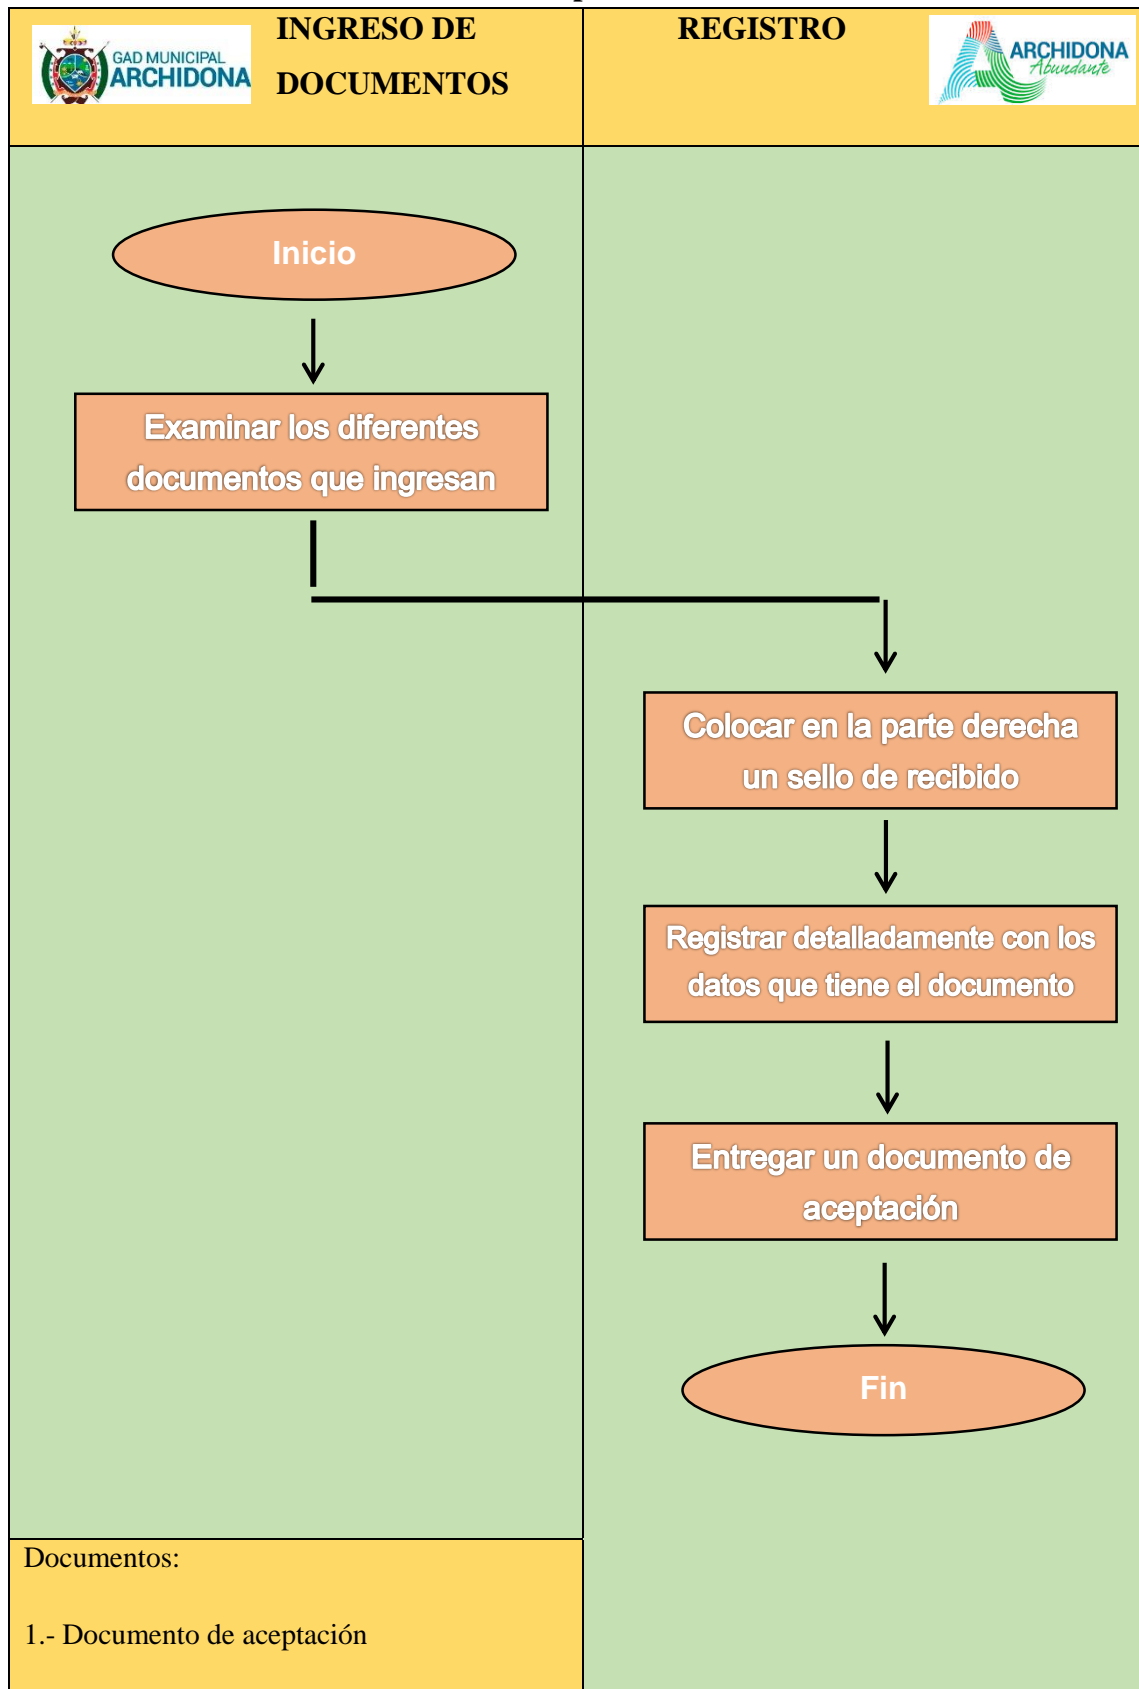 INGRESO DE
DOCUMENTOS
REGISTRO
GAD MUNICIPAL
ARCHIDONA
ARCHIDONA
Abundante
Inicio
Examinar los diferentes
documentos que ingresan
Colocar en la parte derecha
un sello de recibido
Registrar detalladamente con los
datos que tiene el documento
Entregar un documento de
aceptación
Fin
Documentos:
1.- Documento de aceptación